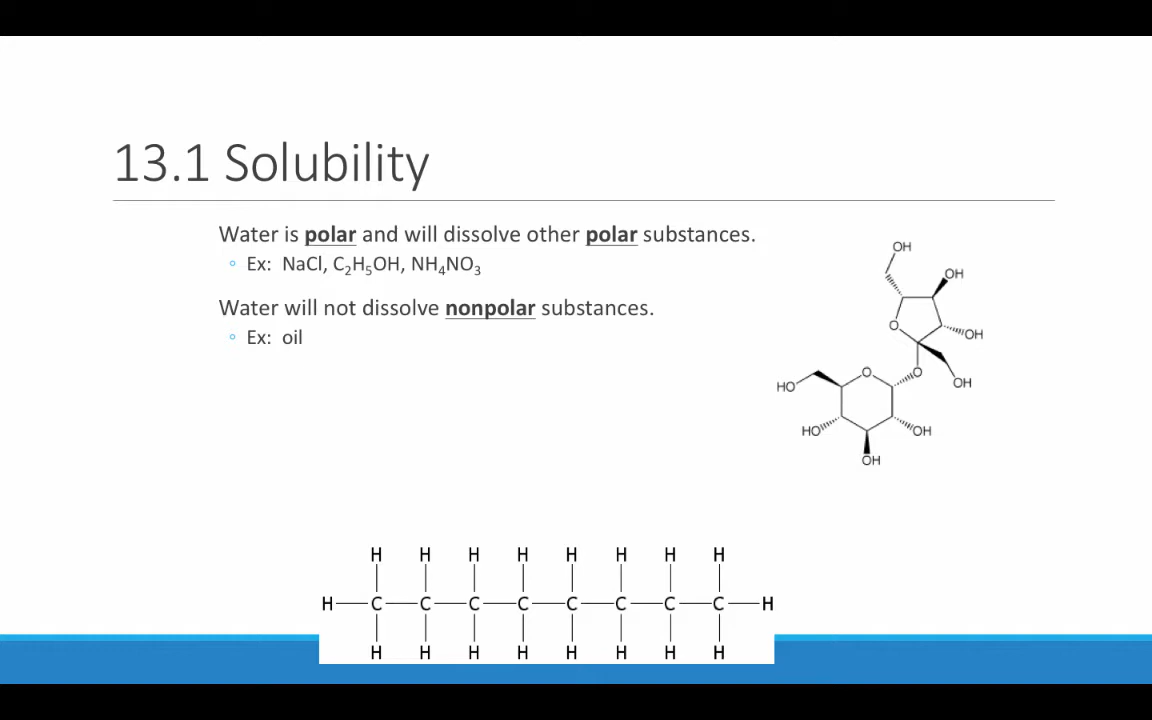 13.1 Solubility
Water is polar and will dissolve other polar substances.
◦ Ex: NaCl, C₂H₅OH, NH₄NO₃
Water will not dissolve nonpolar substances.
◦ Ex: oil
OH
OH
O
OH
O
O
HO
OH
HO
OH
OH
H H H H H H H H
H C C C C C C C C H
H H H H H H H H